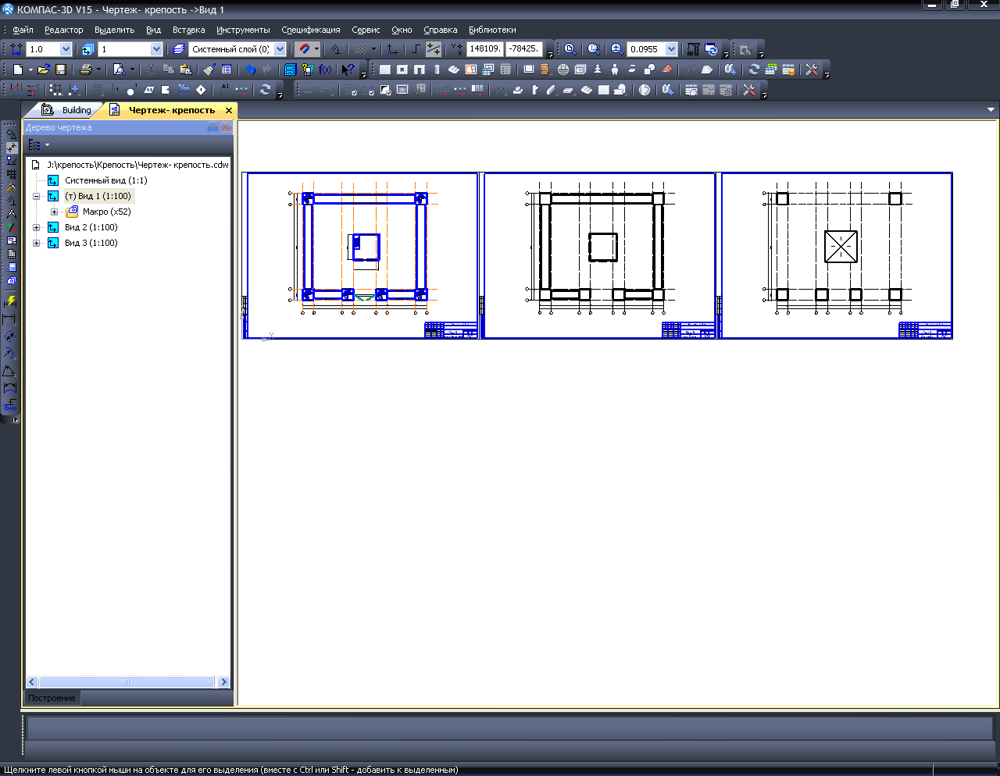 КОМПАС-3D V15 - Чертеж- крепость ->Вид 1
Файл Редактор Выделить Вид Вставка Инструменты Спецификация Сервис Окно Справка Библиотеки
1.0 1 Системный слой (0) 148109. -78425. 0.0955
Building Чертеж- крепость
Дерево чертежа
J:\крепость\Крепость\Чертеж- крепость.cdw
Системный вид (1:1)
(т) Вид 1 (1:100)
Макро (x52)
Вид 2 (1:100)
Вид 3 (1:100)
Построение
Щелкните левой кнопкой мыши на объекте для его выделения (вместе с Ctrl или Shift - добавить к выделенным)